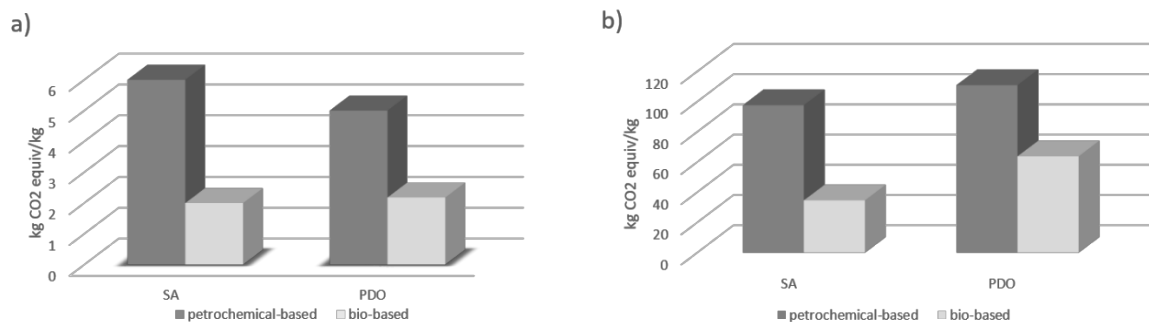 a)
6
5
4
3
2
1
0
kg CO2 equiv/kg
SA
PDO
petrochemical-based
bio-based
b)
120
100
80
60
40
20
0
kg CO2 equiv/kg
SA
PDO
petrochemical-based
bio-based